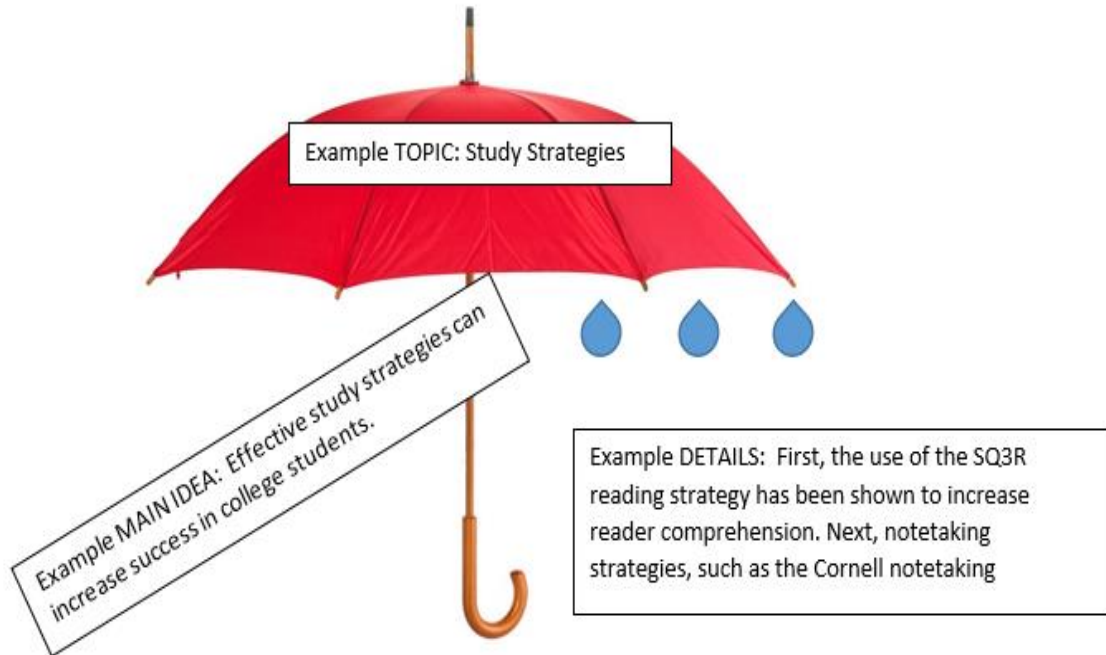 Example TOPIC: Study Strategies
Example MAIN IDEA: Effective study strategies can
increase success in college students.
Example DETAILS: First, the use of the SQ3R
reading strategy has been shown to increase
reader comprehension. Next, notetaking
strategies, such as the Cornell notetaking